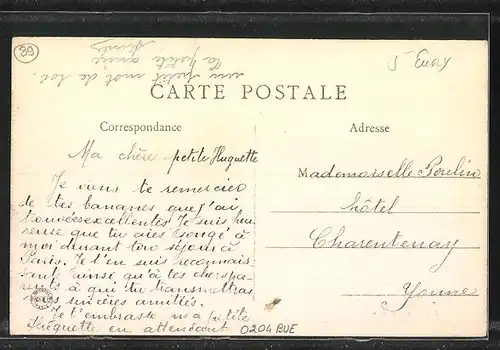 89
5 Eury
un petit mot de toi.
la petite amie
CARTE POSTALE
Correspondance
Adresse
Ma chère petite Huguette
Je viens te remercier
de tes bananes que j'ai
trouvées excellentes. Je suis heu
reuse que tu aies songé à
moi durant ton séjour à
Paris. Je t'en suis reconnais-
sante ainsi qu'à tes chers pa-
rents à qui tu transmettras
mes sincères amitiés.
Je t'embrasse ma petite
Huguette en attendant
Mademoiselle Poulin
hôtel
Charentenay
Yonne
0204 BUE